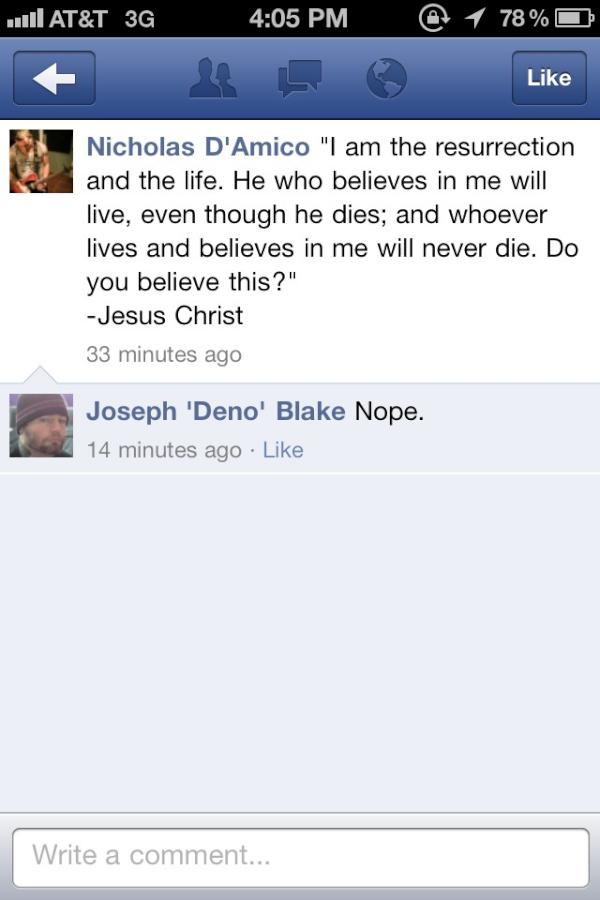 AT&T 3G 4:05 PM 78%
Like
Nicholas D'Amico "I am the resurrection
and the life. He who believes in me will
live, even though he dies; and whoever
lives and believes in me will never die. Do
you believe this?"
-Jesus Christ
33 minutes ago
Joseph 'Deno' Blake Nope.
14 minutes ago · Like
Write a comment...